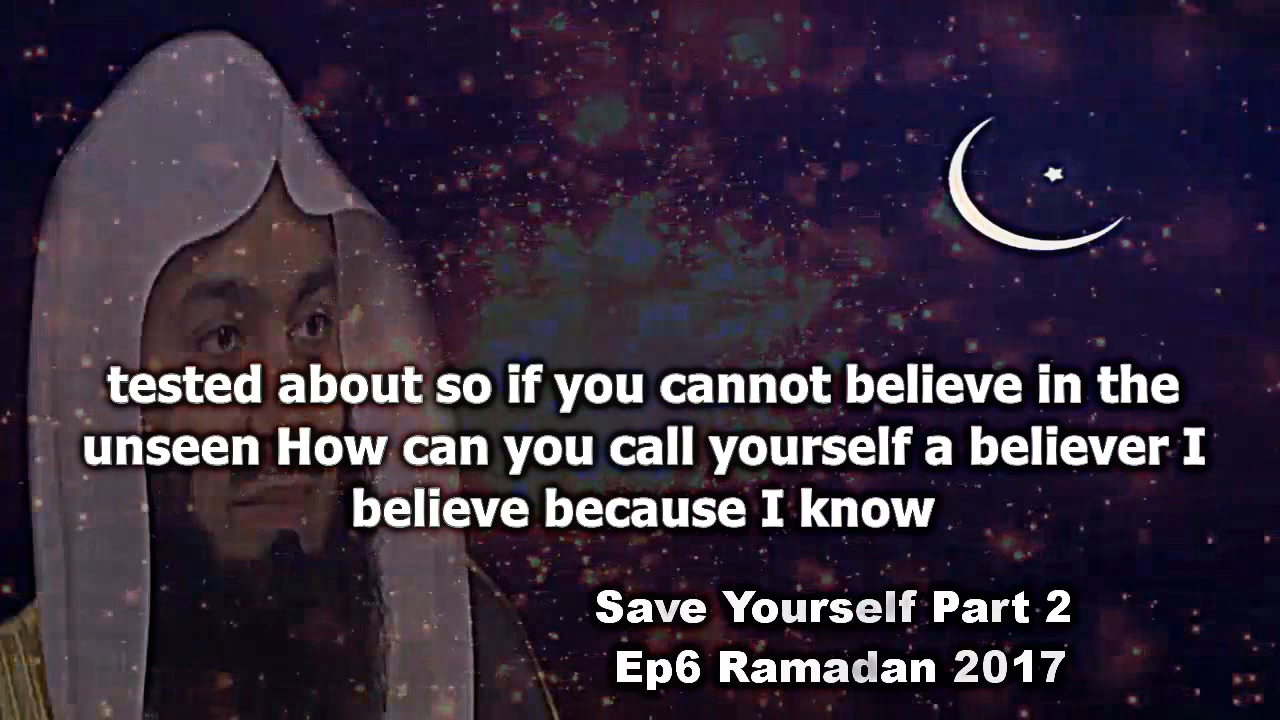 tested about so if you cannot believe in the
unseen How can you call yourself a believer I
believe because I know
Save Yourself Part 2
Ep6 Ramadan 2017